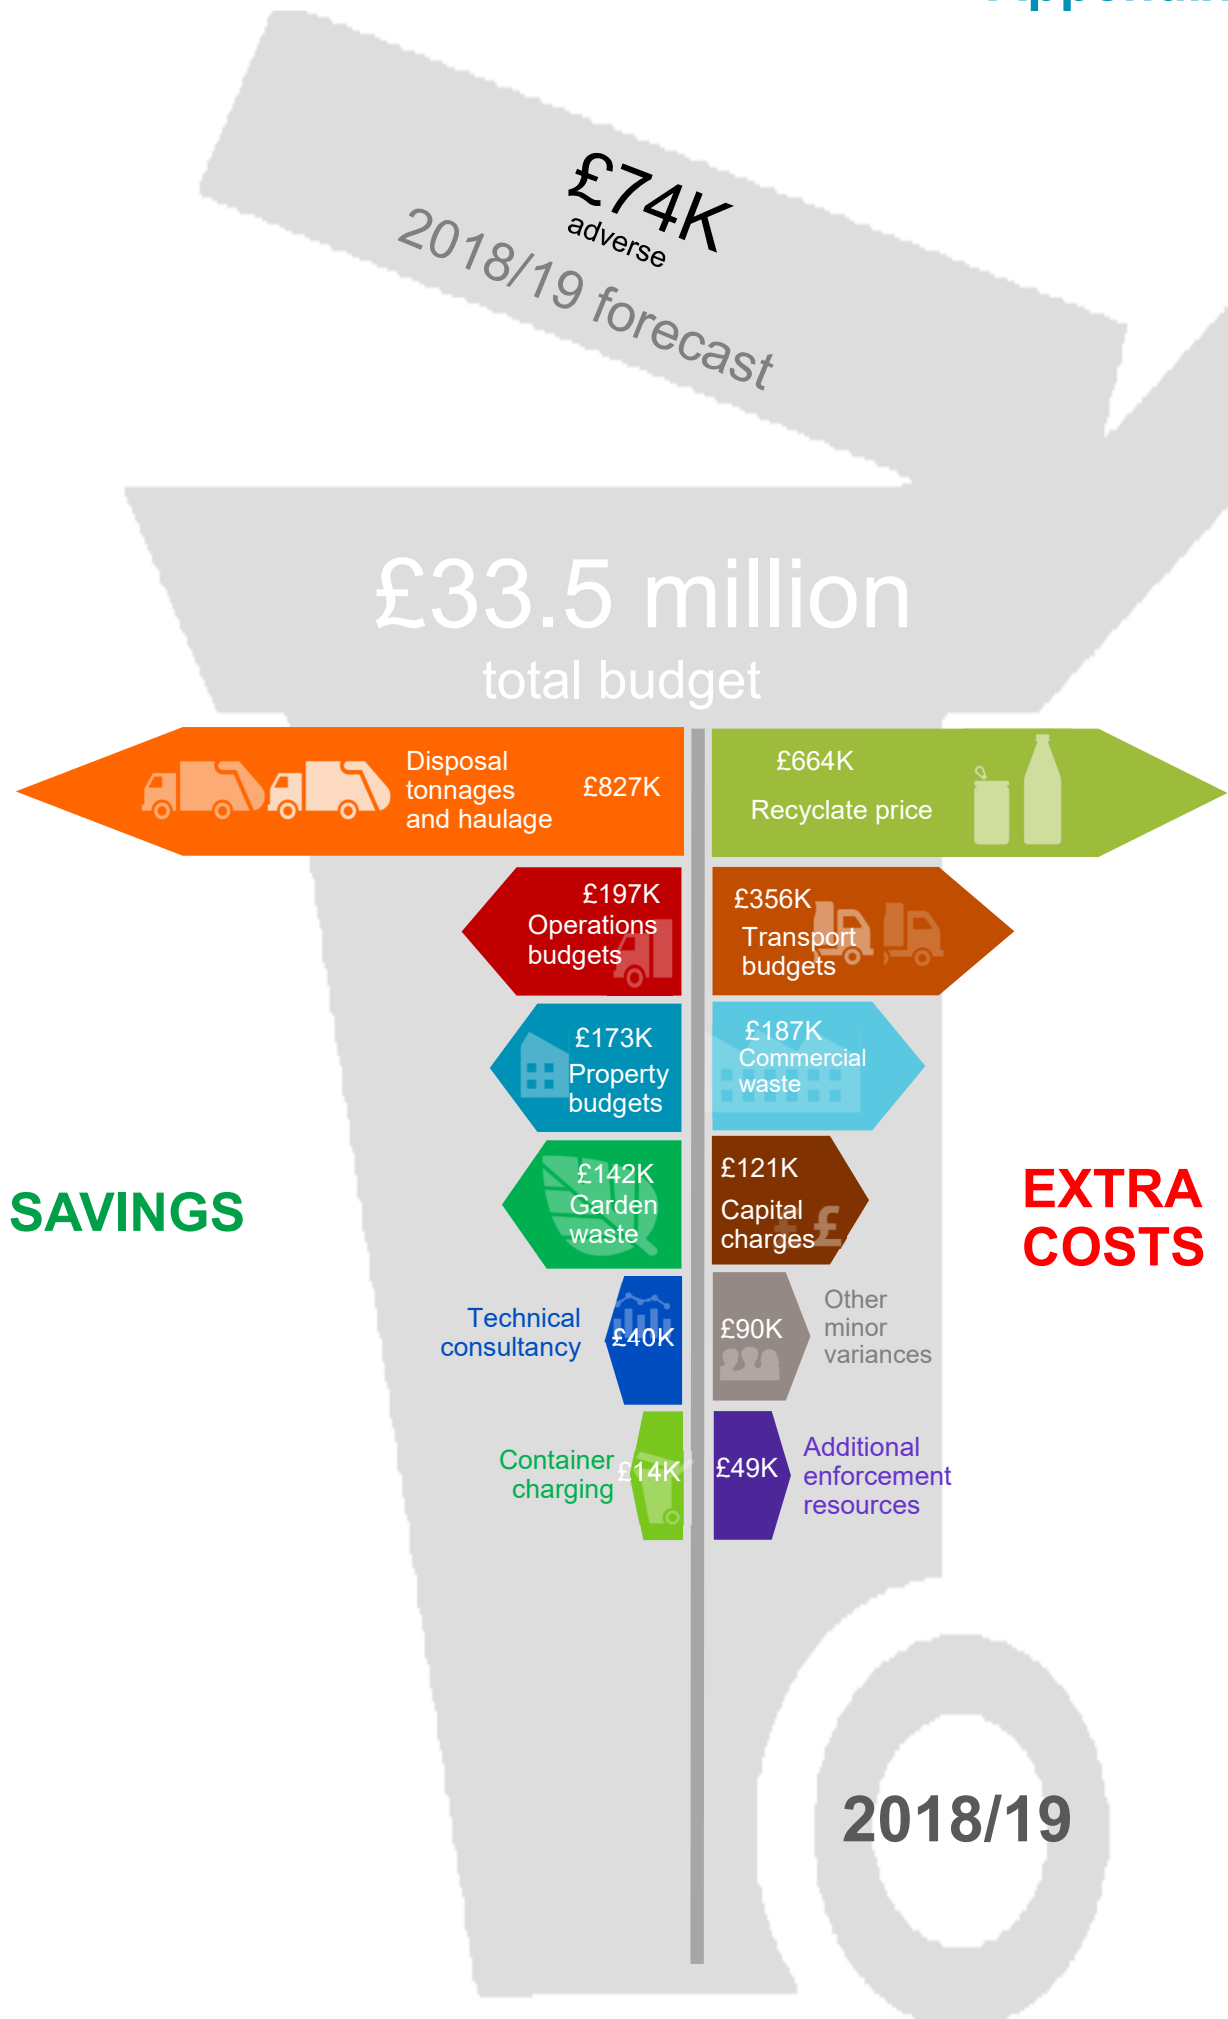 £74K
adverse
2018/19 forecast
£33.5 million
total budget
Disposal
tonnages
and haulage
£827K
£664K
Recyclate price
£197K
Operations
budgets
£356K
Transport
budgets
£173K
Property
budgets
£187K
Commercial
waste
£142K
Garden
waste
£121K
Capital
charges
£
SAVINGS
EXTRA
COSTS
Technical
consultancy
£40K
£90K
Other
minor
variances
Container
charging
£14K
£49K
Additional
enforcement
resources
2018/19